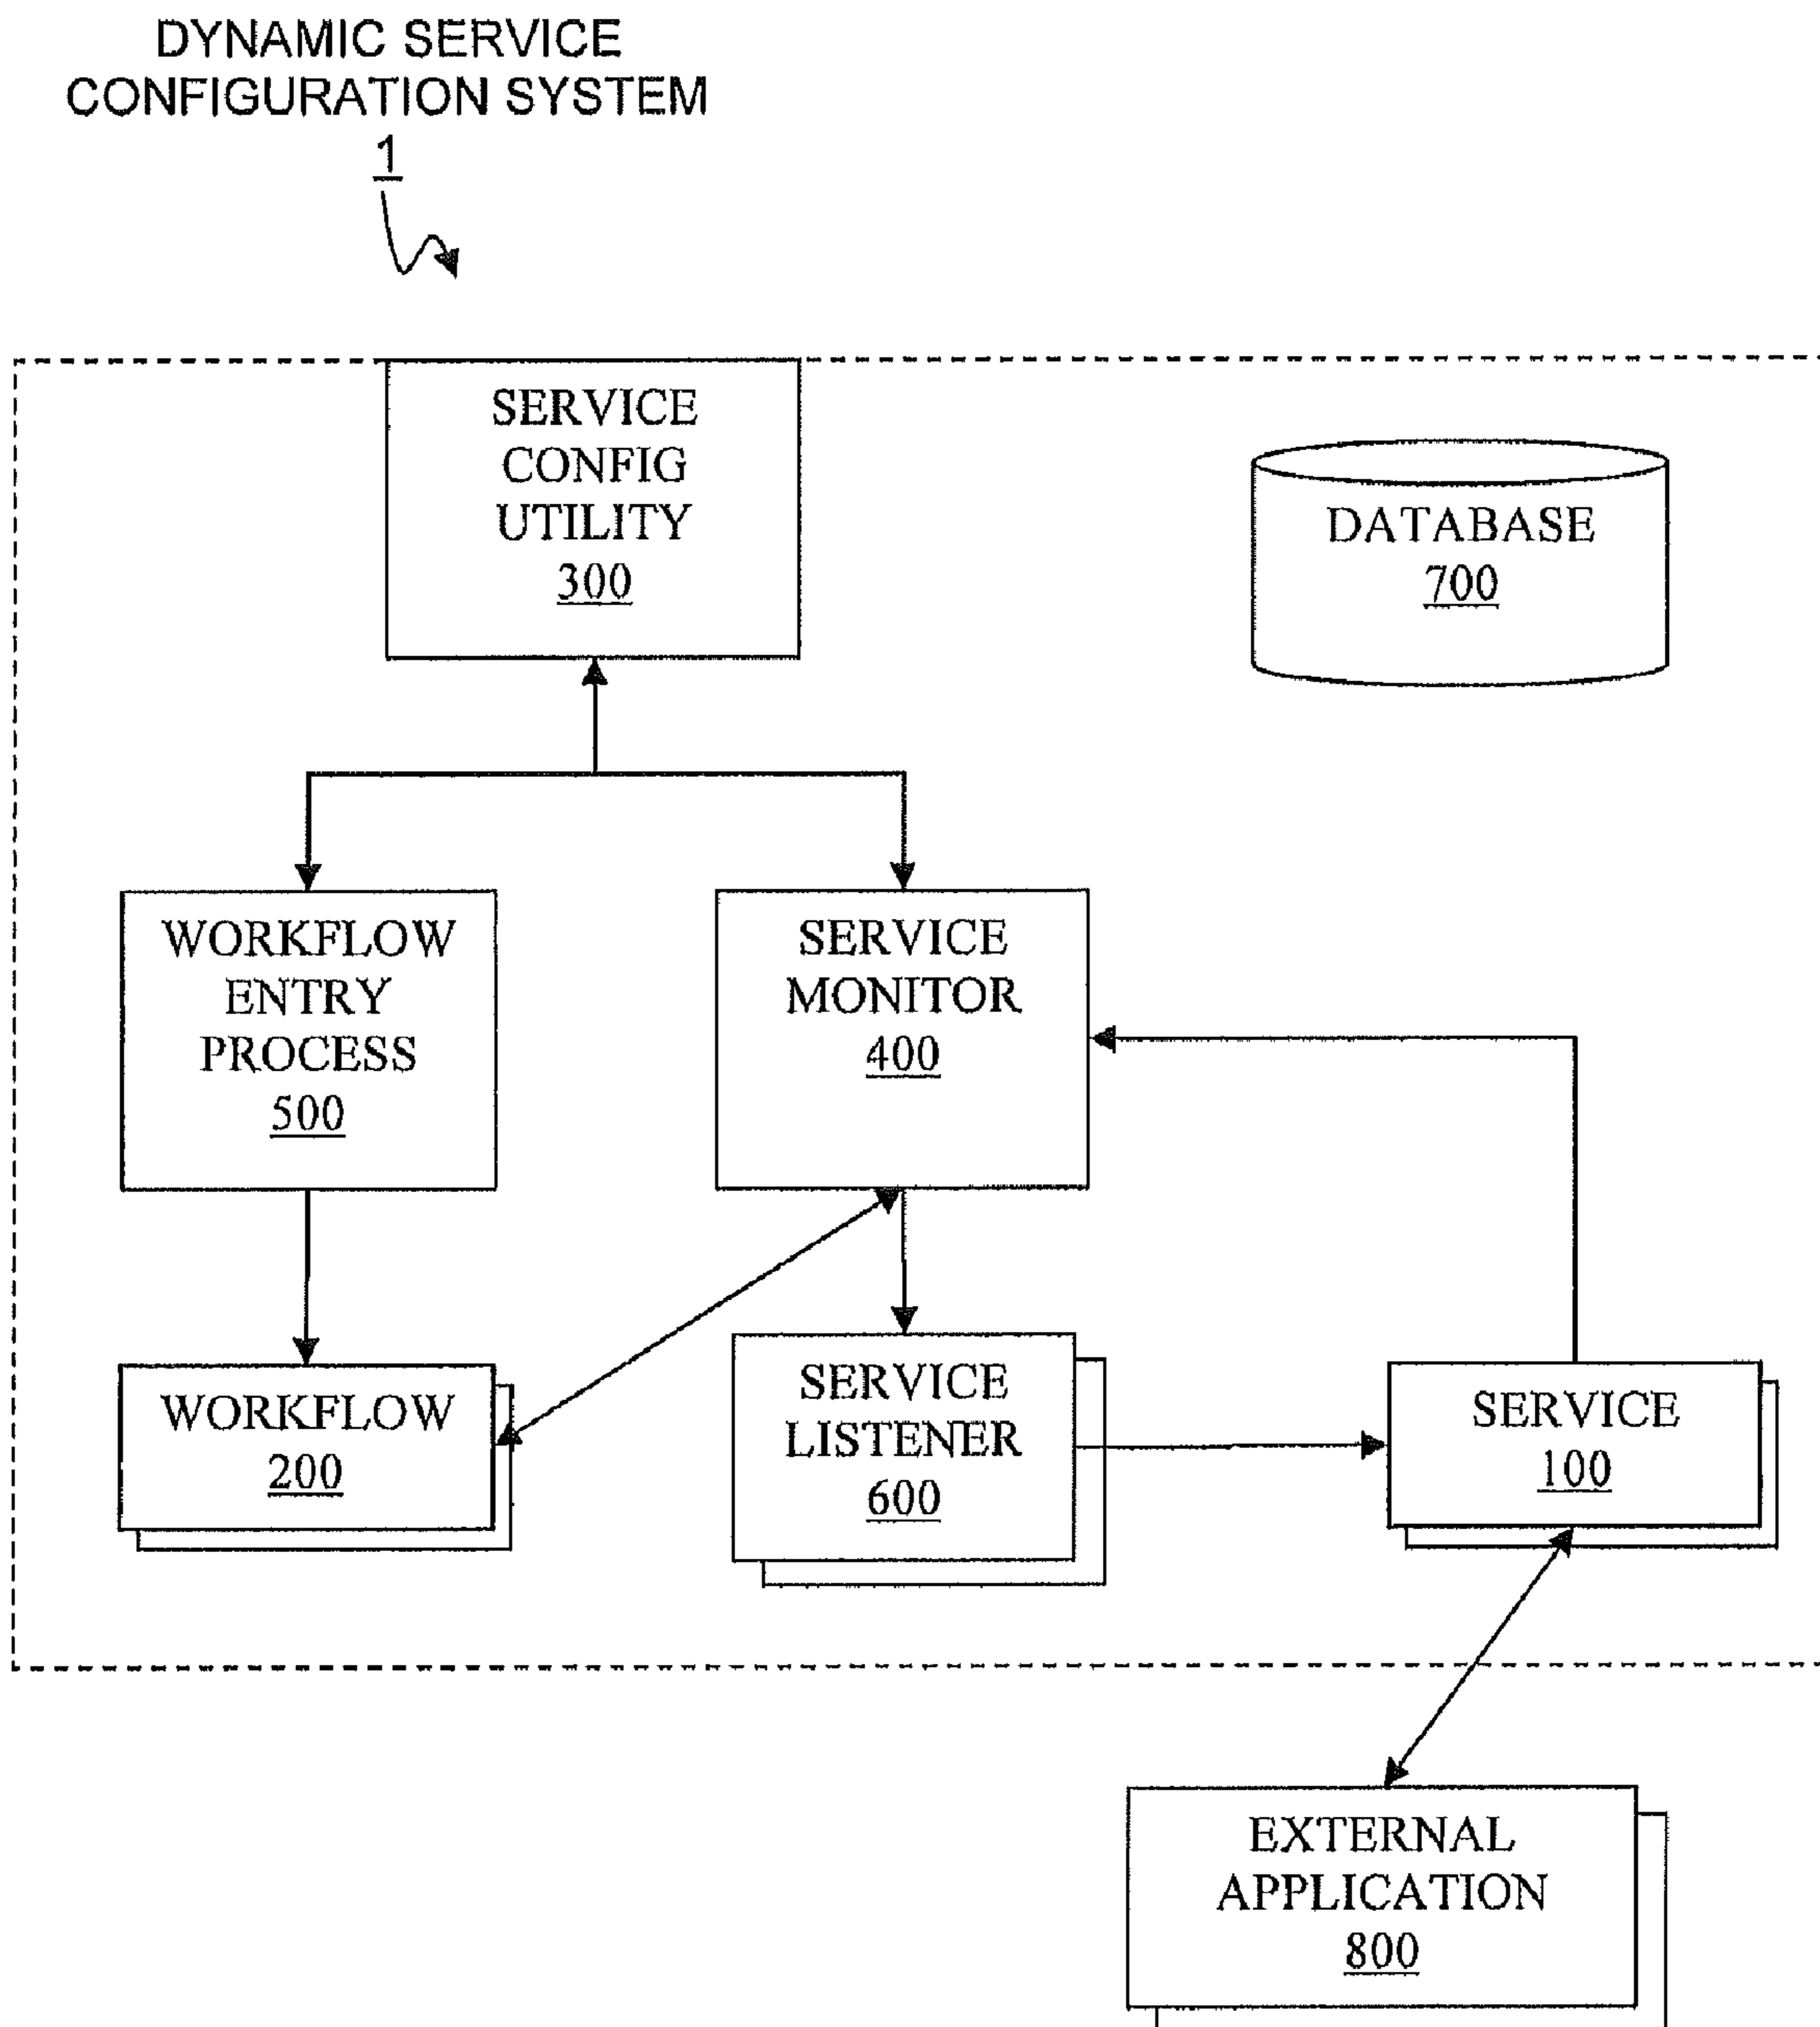 DYNAMIC SERVICE
CONFIGURATION SYSTEM
1
SERVICE
CONFIG
UTILITY
300
DATABASE
700
WORKFLOW
ENTRY
PROCESS
500
SERVICE
MONITOR
400
WORKFLOW
200
SERVICE
LISTENER
600
SERVICE
100
EXTERNAL
APPLICATION
800